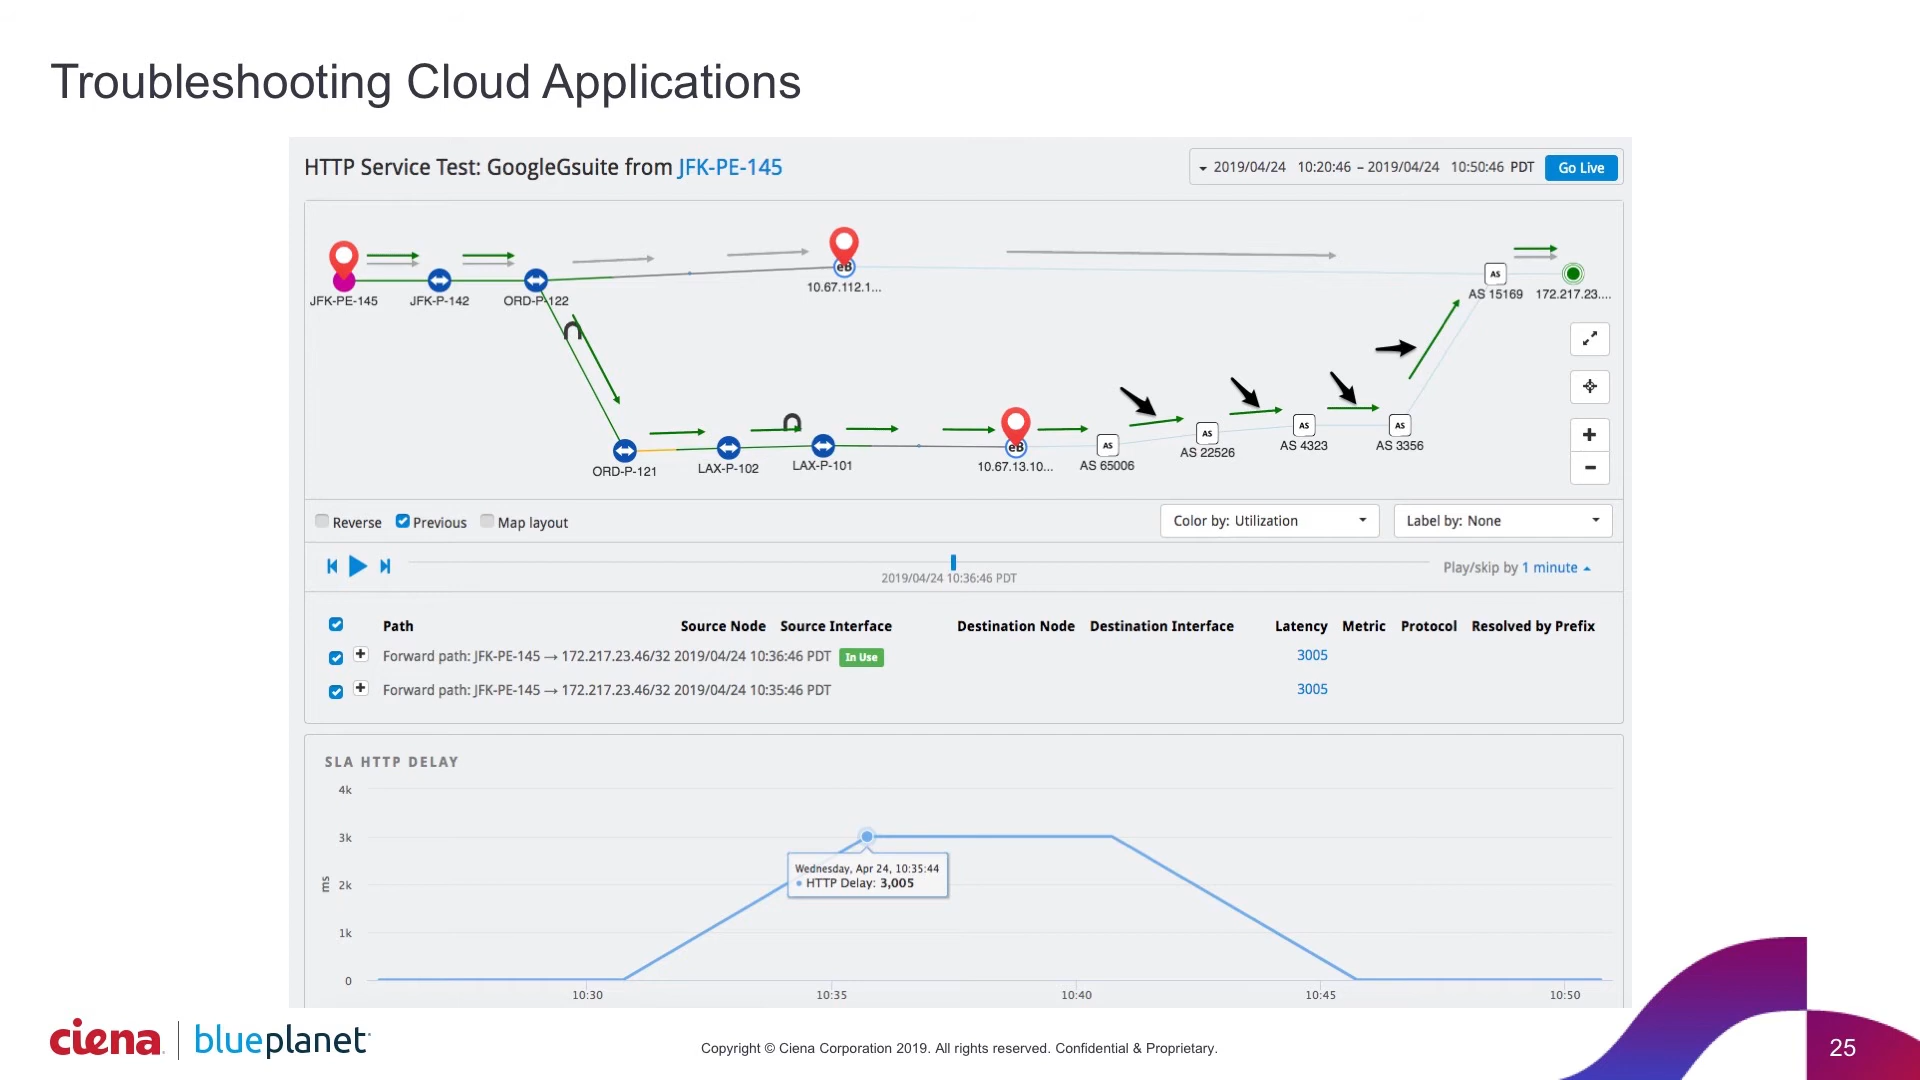 Troubleshooting Cloud Applications
HTTP Service Test: GoogleGsuite from JFK-PE-145
2019/04/24 10:20:46 – 2019/04/24 10:50:46 PDT Go Live
JFK-PE-145
JFK-P-142
ORD-P-122
eB
10.67.112.1...
AS
AS 15169
172.217.23....
ORD-P-121
LAX-P-102
LAX-P-101
eB
10.67.13.10...
AS
AS 65006
AS
AS 22526
AS
AS 4323
AS
AS 3356
Reverse Previous Map layout
Color by: Utilization
Label by: None
2019/04/24 10:36:46 PDT
Play/skip by 1 minute
Path Source Node Source Interface Destination Node Destination Interface Latency Metric Protocol Resolved by Prefix
Forward path: JFK-PE-145 → 172.217.23.46/32 2019/04/24 10:36:46 PDT In Use 3005
Forward path: JFK-PE-145 → 172.217.23.46/32 2019/04/24 10:35:46 PDT 3005
SLA HTTP DELAY
4k
3k
2k
1k
0
ms
Wednesday, Apr 24, 10:35:44
HTTP Delay: 3,005
10:30 10:35 10:40 10:45 10:50
ciena blueplanet
Copyright © Ciena Corporation 2019. All rights reserved. Confidential & Proprietary.
25